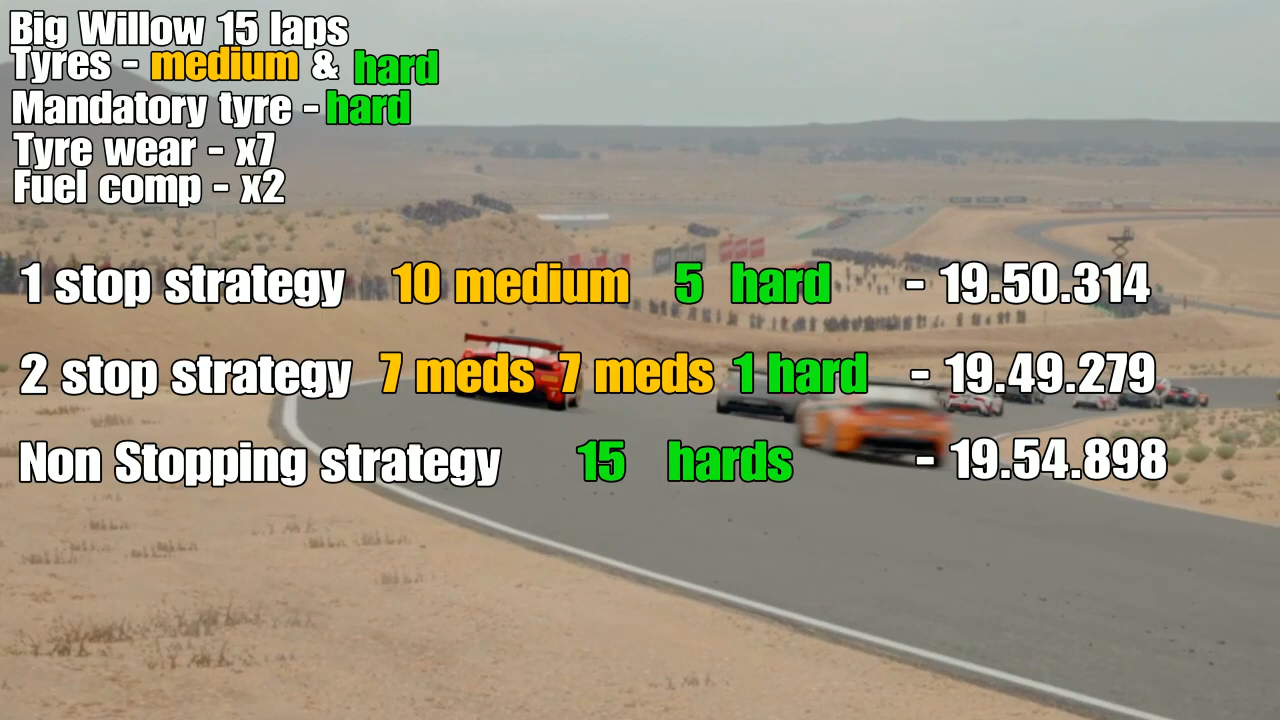 Big Willow 15 laps
Tyres - medium & hard
Mandatory tyre - hard
Tyre wear - x7
Fuel comp - x2
1 stop strategy 10 medium 5 hard - 19.50.314
2 stop strategy 7 meds 7 meds 1 hard - 19.49.279
Non Stopping strategy 15 hards - 19.54.898